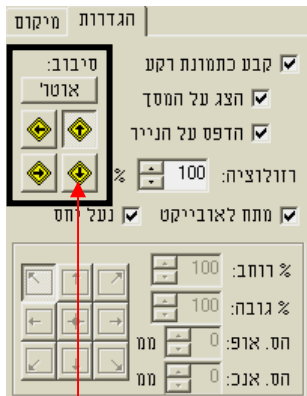 הגדרות מיקום
קבע כתמונת רקע
סיבוב:
הצג על המסך
אוטו'
הדפס על הנייר
רזולוציה: 100 %
מתח לאובייקט נעל יחס
% רוחב: 100
% גובה: 100
הס. אופ: 0 ממ
הס. אנכ: 0 ממ